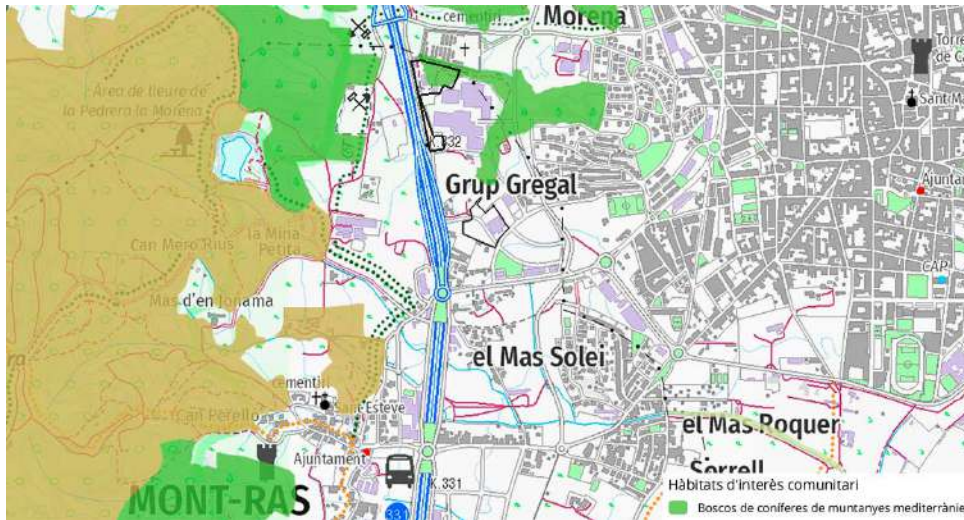 cementiri
Morena
Torre
de Ca
Àrea de lleure de
la Pedrera la Morena
332
Grup Gregal
Ajuntam
la Mina
Petita
Can Mero Rius
CAP
Mas d'en Jonama
el Mas Solei
cementiri
Sant Esteve
Can Perelló
el Mas Roquer
Sorrell
Ajuntament
K.331
MONT-RAS
331
Hàbitats d'interès comunitari
Boscos de coníferes de muntanyes mediterrànie